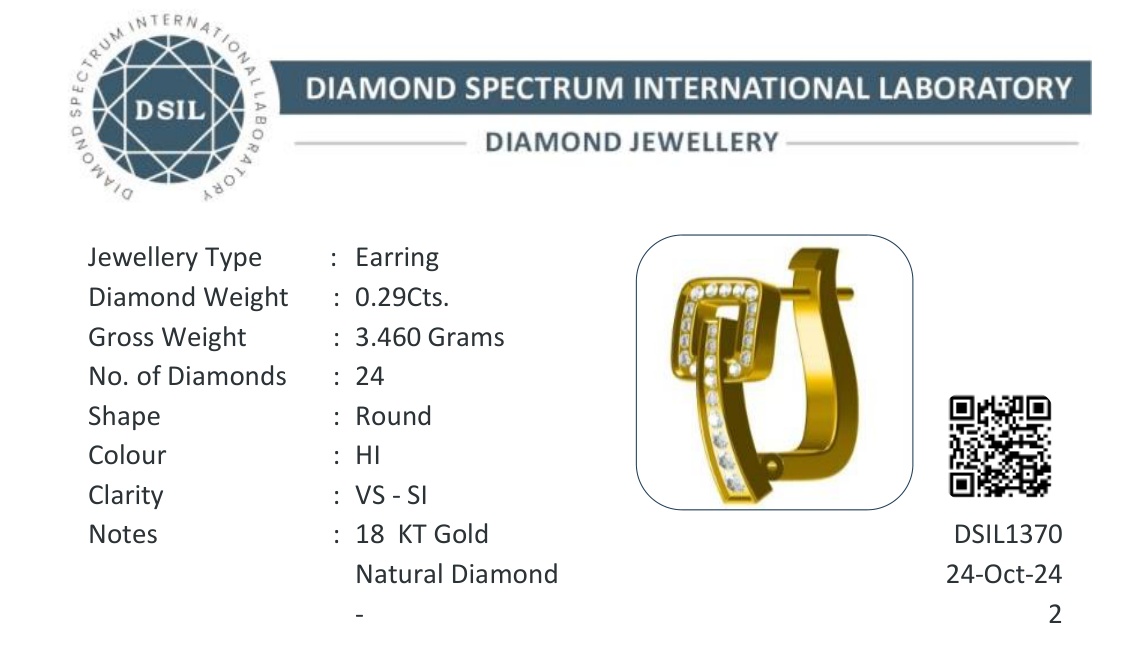 DIAMOND SPECTRUM INTERNATIONAL LABORATORY
DSIL
DIAMOND SPECTRUM INTERNATIONAL LABORATORY
DIAMOND JEWELLERY
Jewellery Type : Earring
Diamond Weight : 0.29Cts.
Gross Weight : 3.460 Grams
No. of Diamonds : 24
Shape : Round
Colour : HI
Clarity : VS - SI
Notes : 18 KT Gold
Natural Diamond
-
DSIL1370
24-Oct-24
2